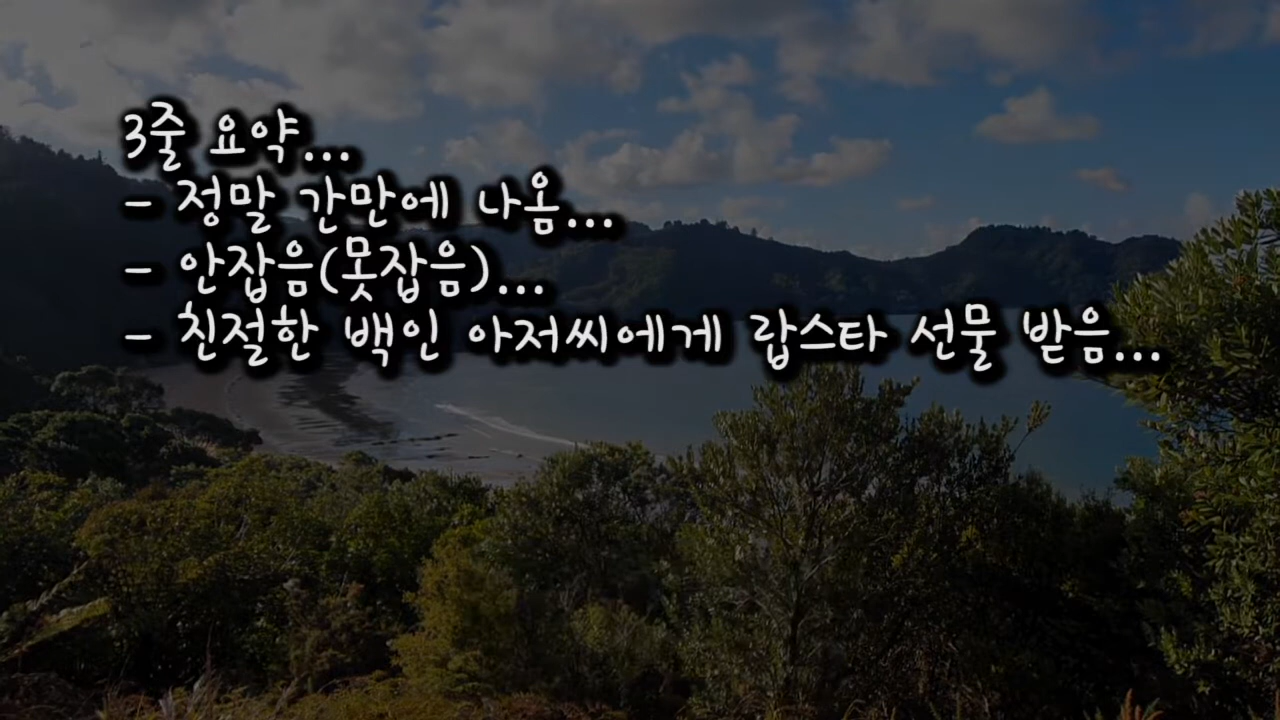 3줄 요약...
- 정말 간만에 나옴...
- 안잡음(못잡음)...
- 친절한 백인 아저씨에게 랍스타 선물 받음...